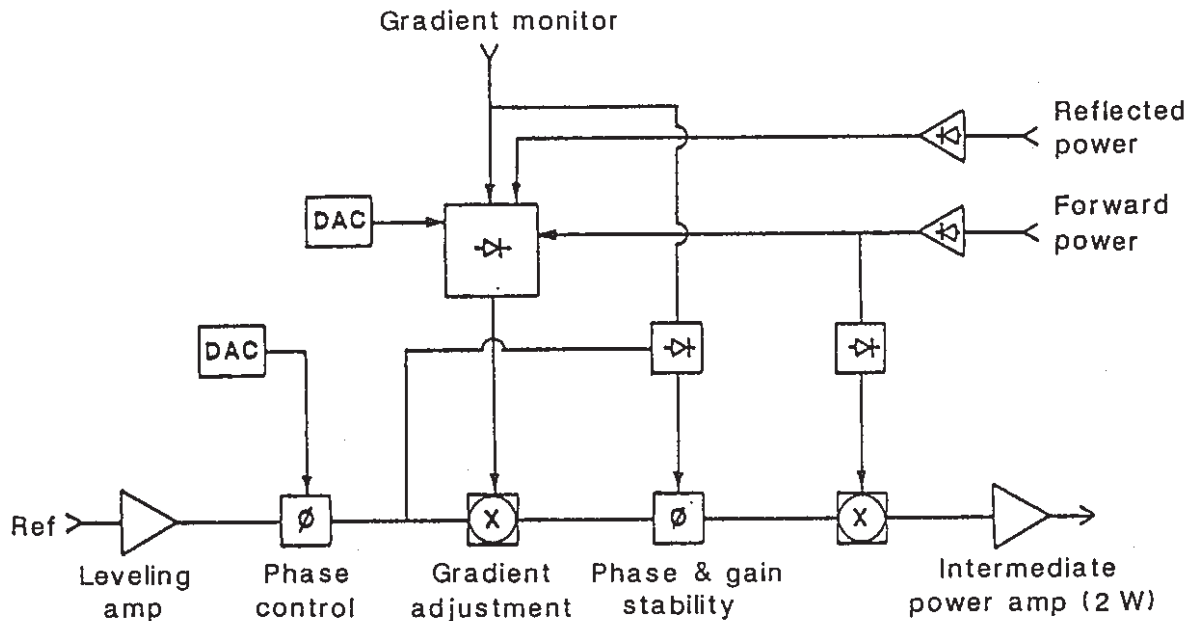 Gradient monitor
Reflected
power
DAC
Forward
power
DAC
Ref
ø
X
ø
X
Leveling
amp
Phase
control
Gradient
adjustment
Phase & gain
stability
Intermediate
power amp (2 W)